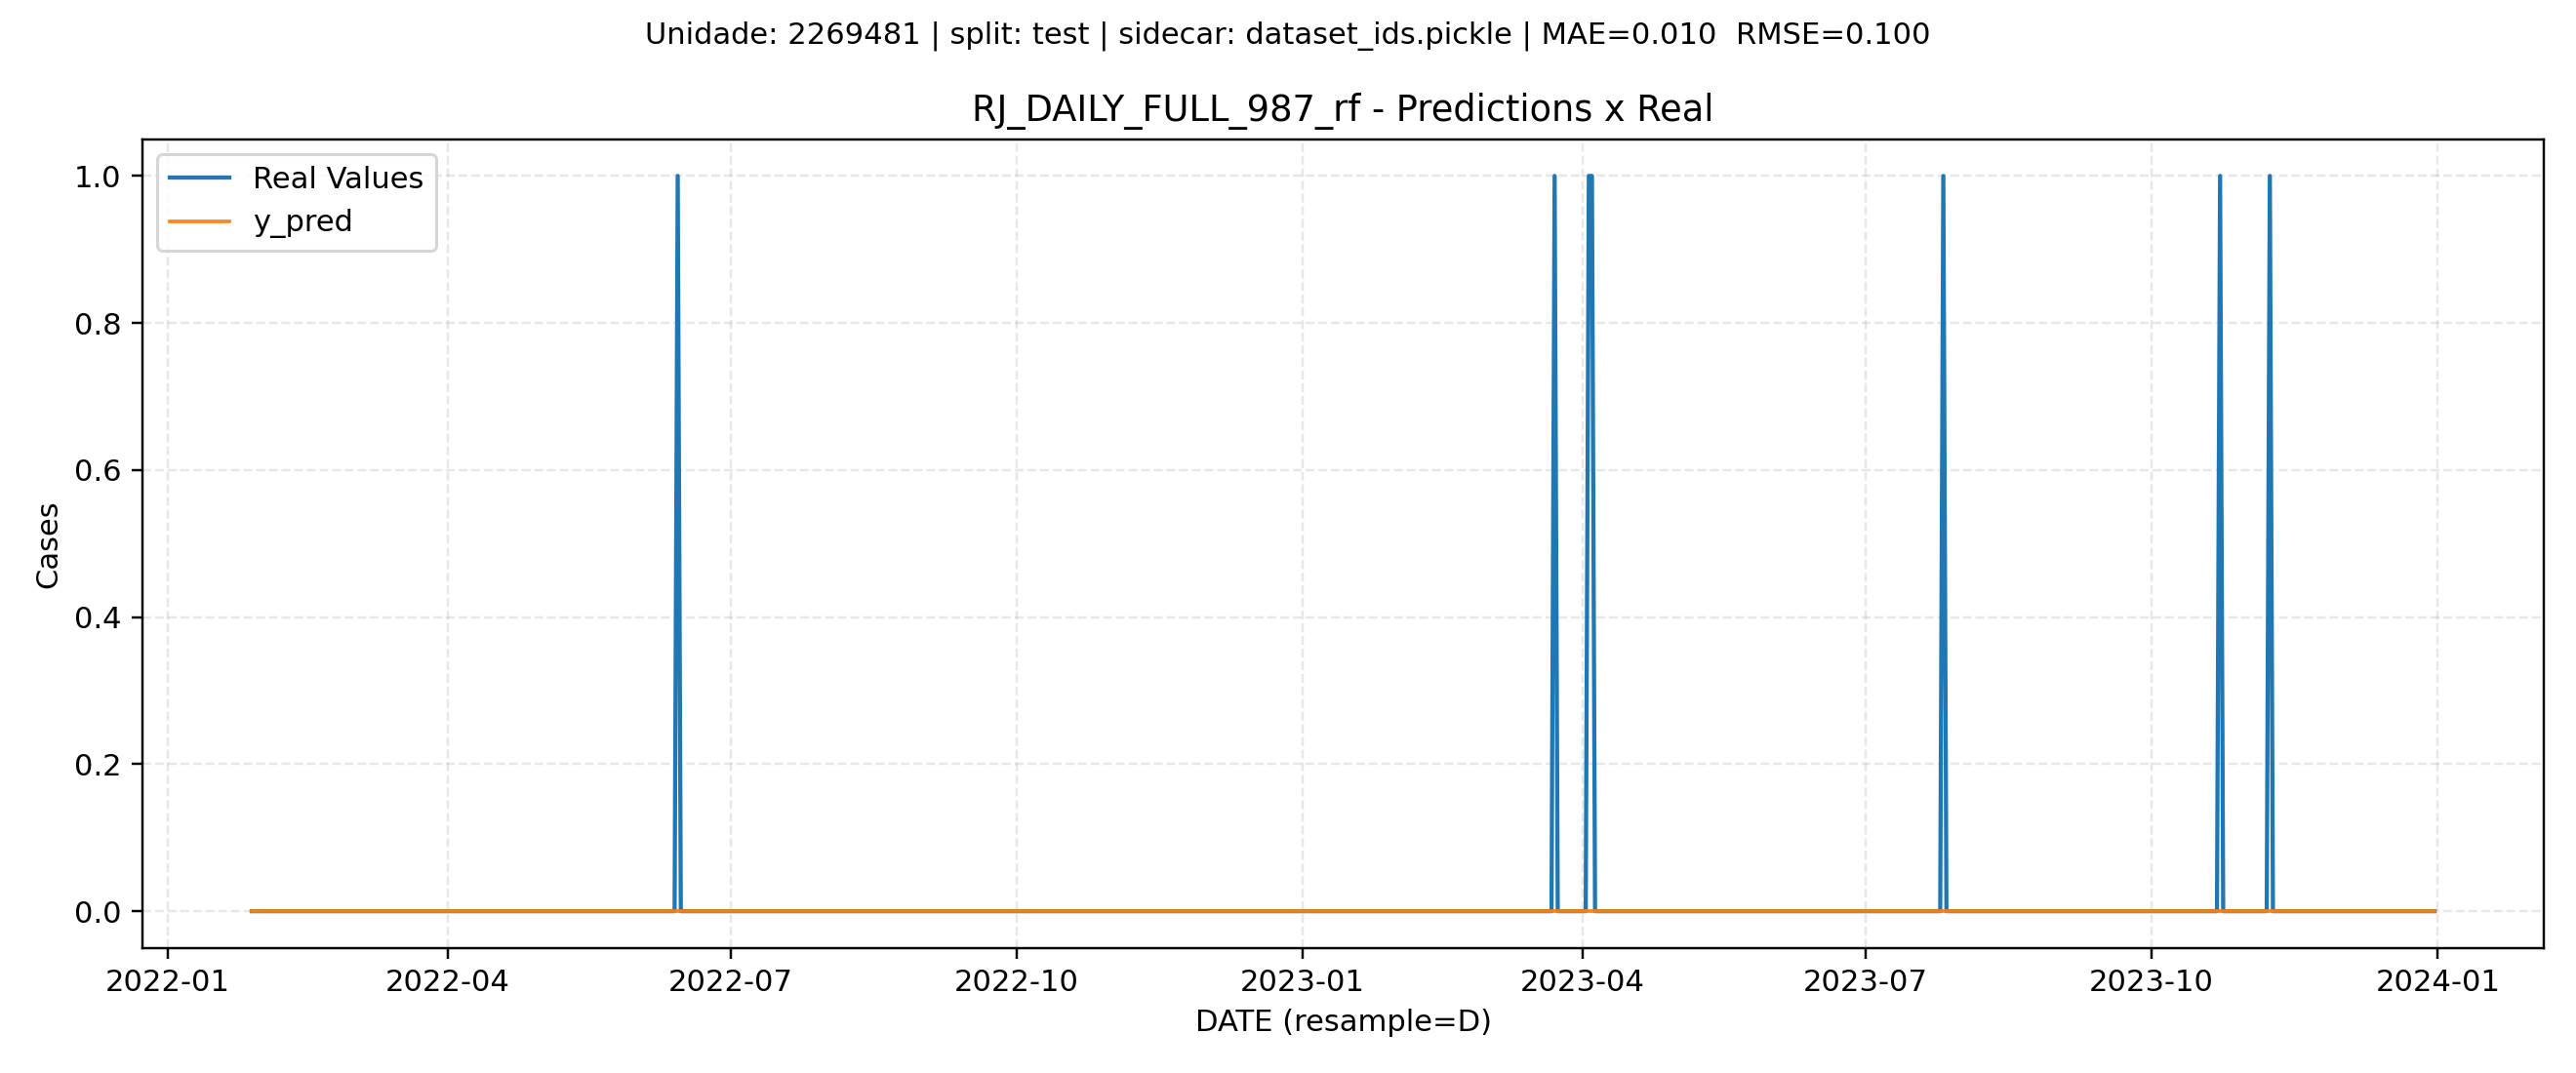 Unidade: 2269481 | split: test | sidecar: dataset_ids.pickle | MAE=0.010  RMSE=0.100
RJ_DAILY_FULL_987_rf - Predictions x Real
Real Values
y_pred
1.0
0.8
0.6
0.4
0.2
0.0
Cases
2022-01 2022-04 2022-07 2022-10 2023-01 2023-04 2023-07 2023-10 2024-01
DATE (resample=D)